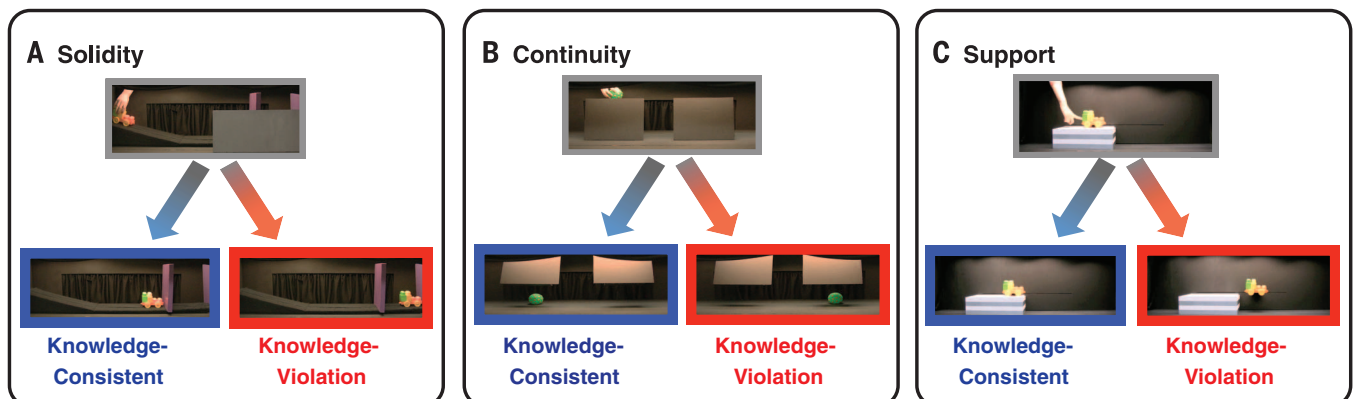 A Solidity
B Continuity
C Support
Knowledge-
Consistent
Knowledge-
Violation
Knowledge-
Consistent
Knowledge-
Violation
Knowledge-
Consistent
Knowledge-
Violation